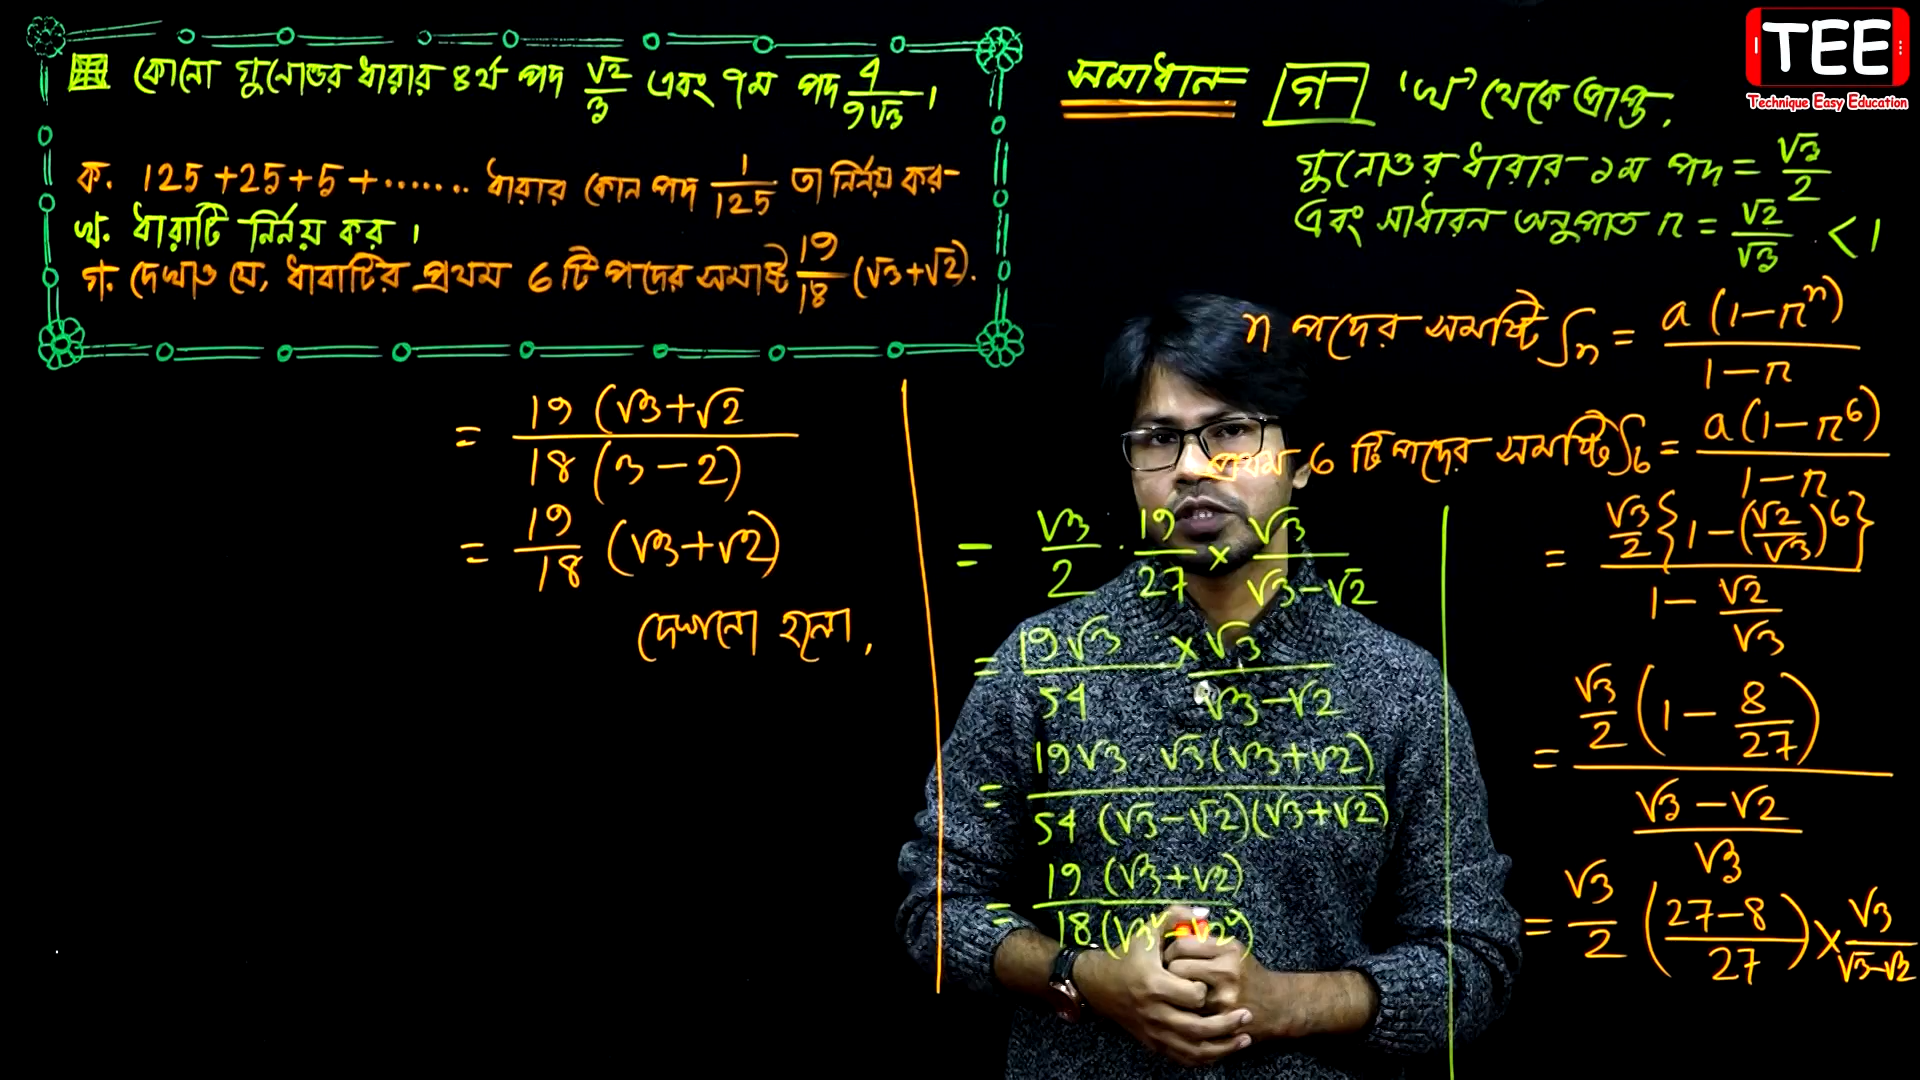 TEE
Technique Easy Education
কোনো গুনোত্তর ধারার ৪র্থ পদ √2/3 এবং ৭ম পদ 4/9√3 ।
ক. 125 + 25 + 5 + ....... ধারার কোন পদ 1/125 তা নির্নয় কর
খ. ধারাটি নির্নয় কর ।
গ. দেখাও যে, ধারাটির প্রথম 6 টি পদের সমষ্টি 19/18 (√3+√2).
সমাধান গ 'খ' থেকে প্রাপ্ত,
গুনোত্তর ধারার ১ম পদ = √3/2
এবং সাধারন অনুপাত r = √2/√3 < 1
n পদের সমষ্টি Sn = a(1-r^n)/1-r
প্রথম 6 টি পদের সমষ্টি S6 = a(1-r^6)/1-r
= √3/2 {1-(√2/√3)^6} / 1-√2/√3
= √3/2 (1-8/27) / √3-√2/√3
= √3/2 (27-8/27) × √3/√3-√2
= √3/2 · 19/27 × √3/√3-√2
= 19√3/54 × √3/√3-√2
= 19√3 √3(√3+√2) / 54(√3-√2)(√3+√2)
= 19(√3+√2) / 18(√3²-√2²)
= 19(√3+√2 / 18(3-2)
= 19/18 (√3+√2)
দেখানো হলো,